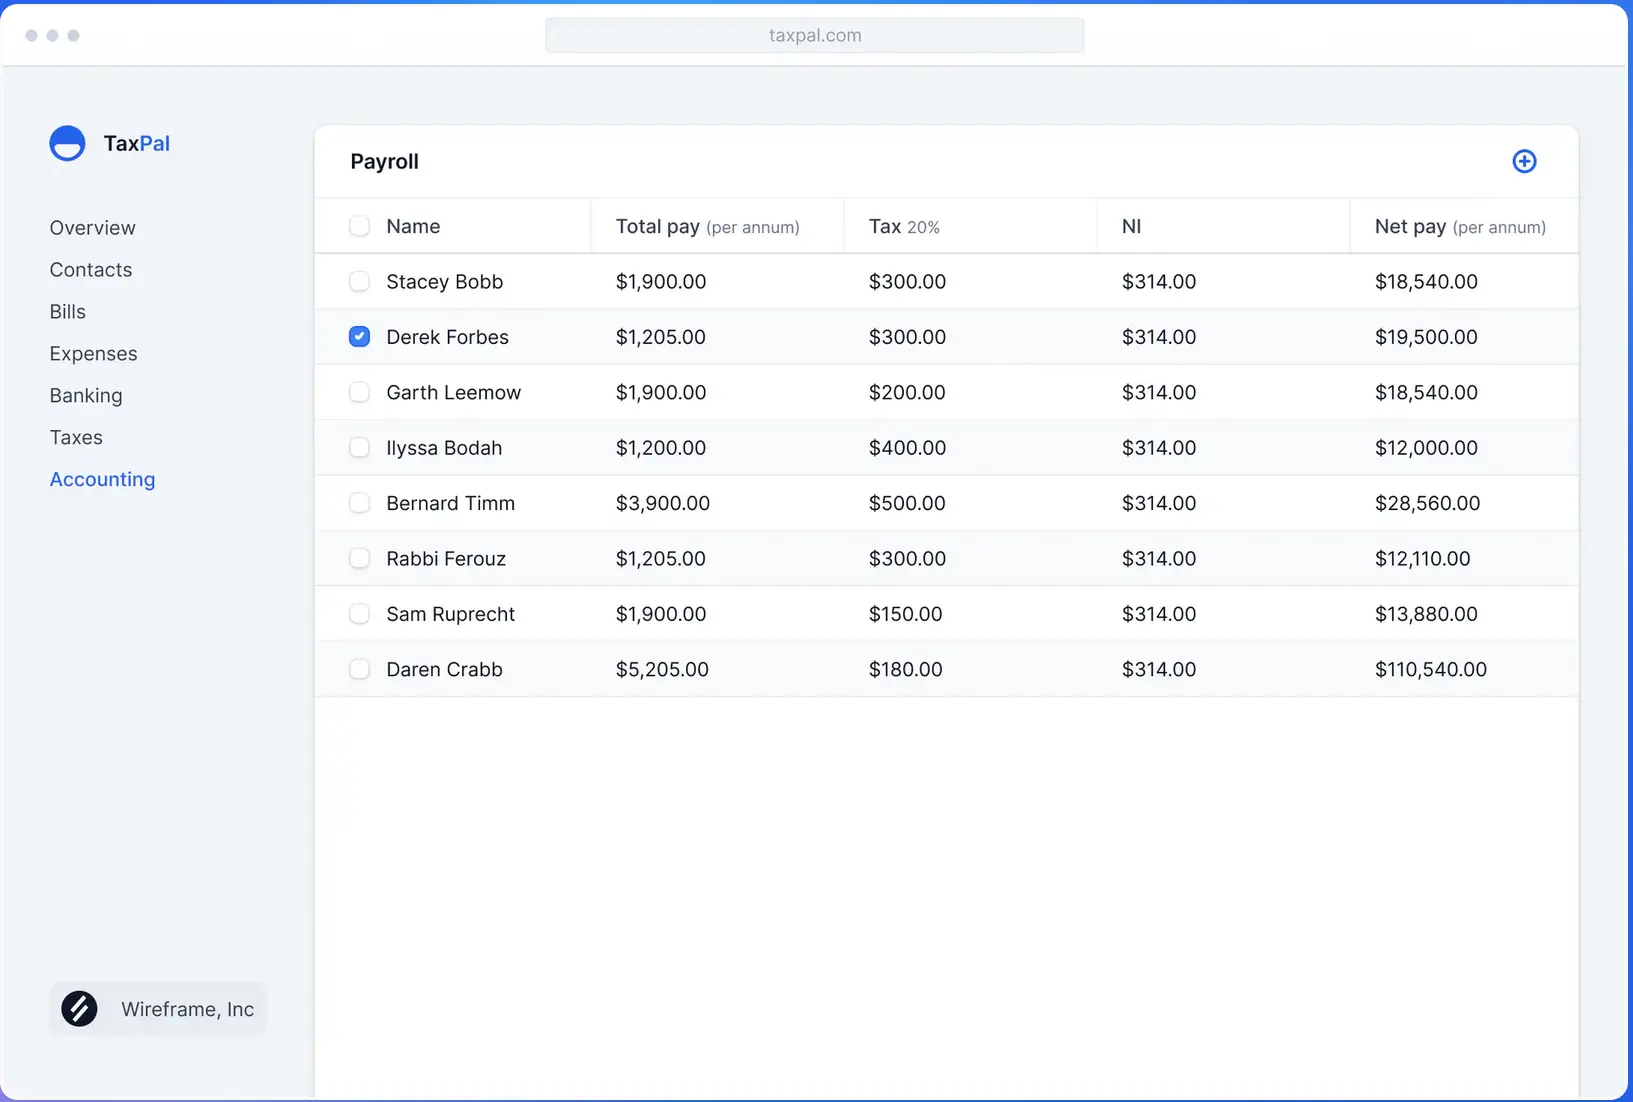 taxpal.com
TaxPal
Overview
Contacts
Bills
Expenses
Banking
Taxes
Accounting
Wireframe, Inc
Payroll
Name Total pay (per annum) Tax 20% NI Net pay (per annum)
Stacey Bobb $1,900.00 $300.00 $314.00 $18,540.00
Derek Forbes $1,205.00 $300.00 $314.00 $19,500.00
Garth Leemow $1,900.00 $200.00 $314.00 $18,540.00
Ilyssa Bodah $1,200.00 $400.00 $314.00 $12,000.00
Bernard Timm $3,900.00 $500.00 $314.00 $28,560.00
Rabbi Ferouz $1,205.00 $300.00 $314.00 $12,110.00
Sam Ruprecht $1,900.00 $150.00 $314.00 $13,880.00
Daren Crabb $5,205.00 $180.00 $314.00 $110,540.00